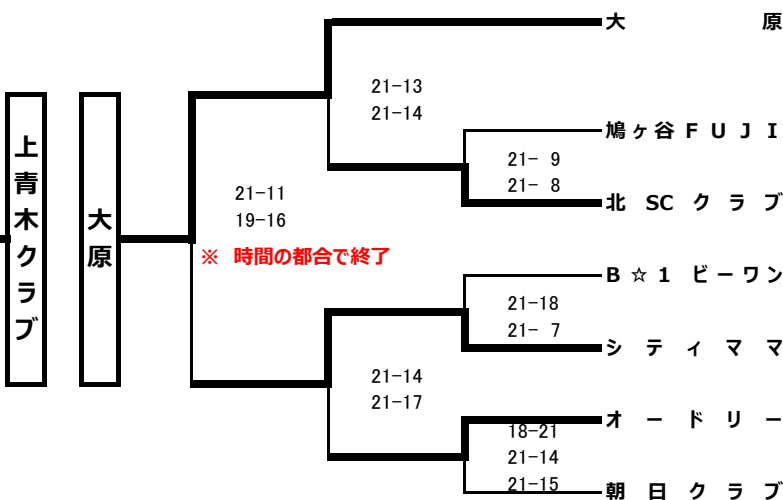 上青木クラブ
大原
大 原
21-13
21-14
鳩ヶ谷ＦＵＪＩ
21- 9
21- 8
北 SC クラブ
21-11
19-16
※ 時間の都合で終了
B☆1 ビーワン
21-18
21- 7
シティママ
21-14
21-17
オードリー
18-21
21-14
21-15
朝日クラブ